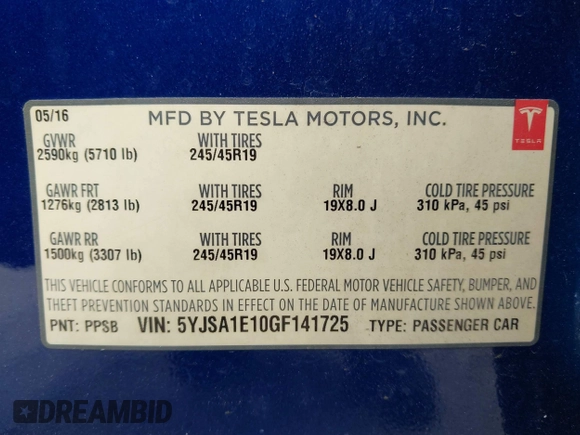 05/16 MFD BY TESLA MOTORS, INC.
TESLA
GVWR WITH TIRES
2590kg (5710 lb) 245/45R19
GAWR FRT WITH TIRES RIM COLD TIRE PRESSURE
1276kg (2813 lb) 245/45R19 19X8.0 J 310 kPa, 45 psi
GAWR RR WITH TIRES RIM COLD TIRE PRESSURE
1500kg (3307 lb) 245/45R19 19X8.0 J 310 kPa, 45 psi
THIS VEHICLE CONFORMS TO ALL APPLICABLE U.S. FEDERAL MOTOR VEHICLE SAFETY, BUMPER, AND
THEFT PREVENTION STANDARDS IN EFFECT ON THE DATE OF MANUFACTURE SHOWN ABOVE.
PNT: PPSB VIN: 5YJSA1E10GF141725 TYPE: PASSENGER CAR
DREAMBID